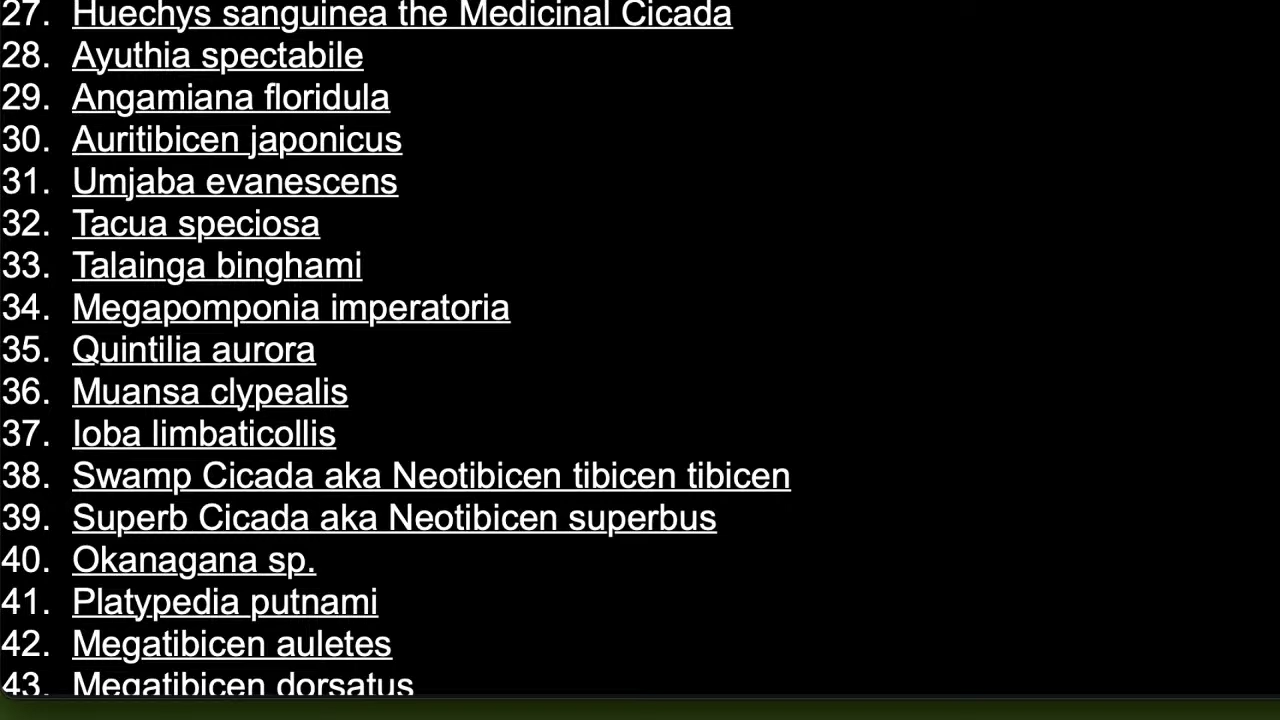 27. Huechys sanguinea the Medicinal Cicada
28. Ayuthia spectabile
29. Angamiana floridula
30. Auritibicen japonicus
31. Umjaba evanescens
32. Tacua speciosa
33. Talainga binghami
34. Megapomponia imperatoria
35. Quintilia aurora
36. Muansa clypealis
37. Ioba limbaticollis
38. Swamp Cicada aka Neotibicen tibicen tibicen
39. Superb Cicada aka Neotibicen superbus
40. Okanagana sp.
41. Platypedia putnami
42. Megatibicen auletes
43. Megatibicen dorsatus